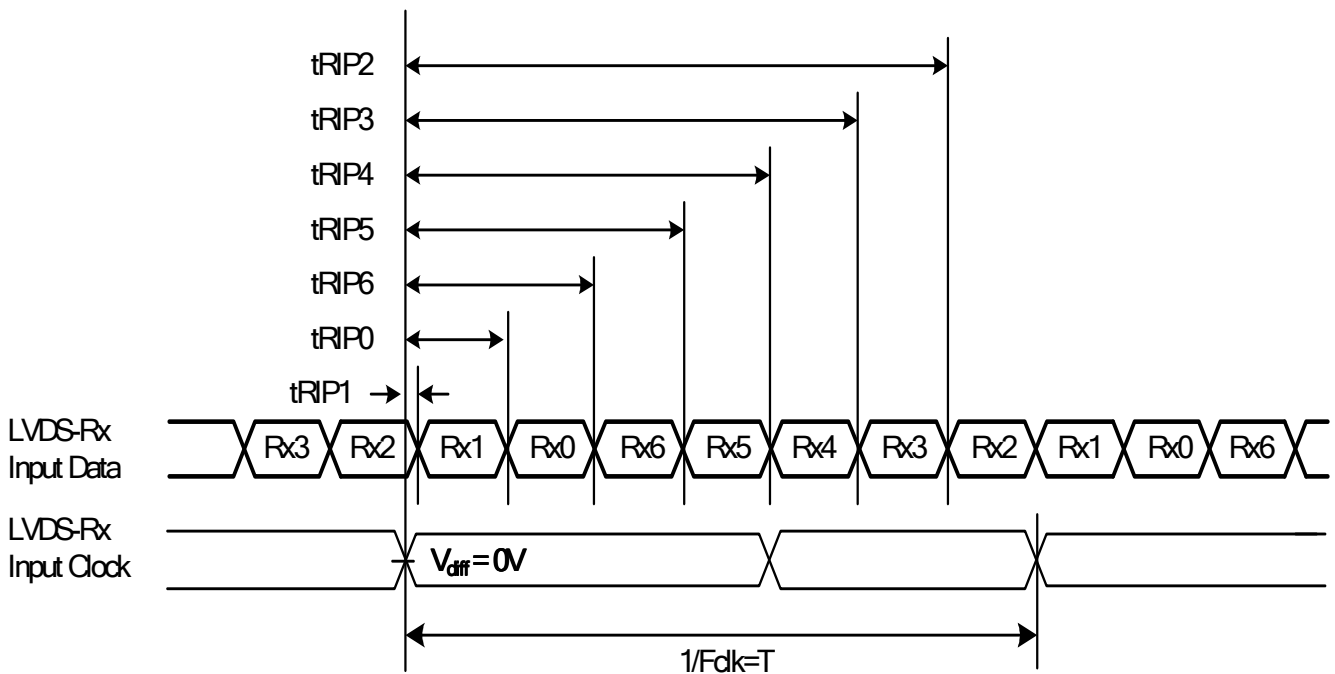 tRIP2
tRIP3
tRIP4
tRIP5
tRIP6
tRIP0
tRIP1
LVDS-Rx
Input Data
Rx3 Rx2 Rx1 Rx0 Rx6 Rx5 Rx4 Rx3 Rx2 Rx1 Rx0 Rx6
LVDS-Rx
Input Clock
Vdiff = 0V
1/Fclk=T